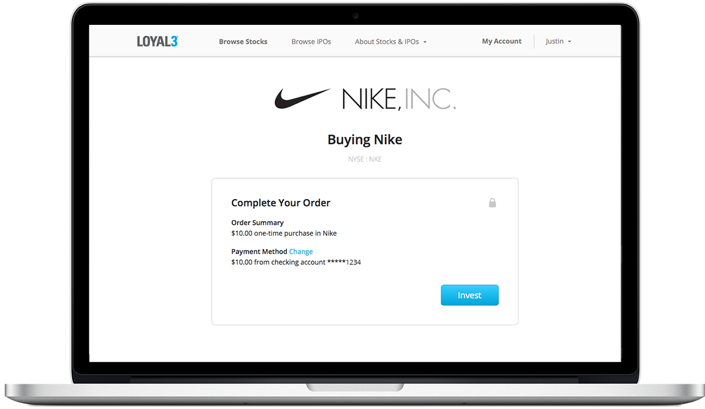 LOYAL3 Browse Stocks Browse IPOs About Stocks & IPOs My Account Justin
NIKE, INC.
Buying Nike
NYSE : NKE
Complete Your Order
Order Summary
$10.00 one-time purchase in Nike
Payment Method Change
$10.00 from checking account *****1234
Invest